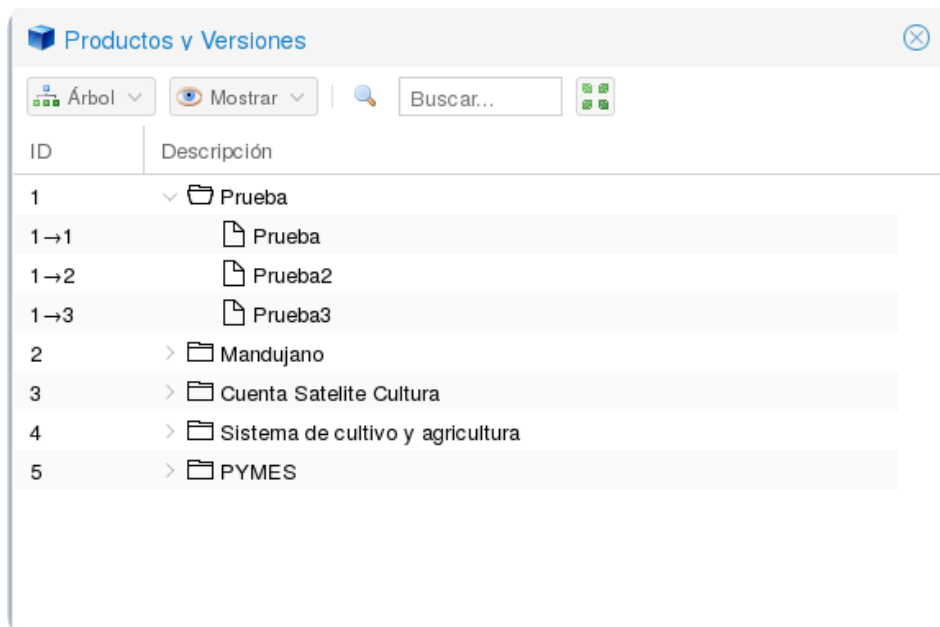 Productos y Versiones
Árbol Mostrar Buscar...
ID Descripción
1 Prueba
1→1 Prueba
1→2 Prueba2
1→3 Prueba3
2 Mandujano
3 Cuenta Satelite Cultura
4 Sistema de cultivo y agricultura
5 PYMES